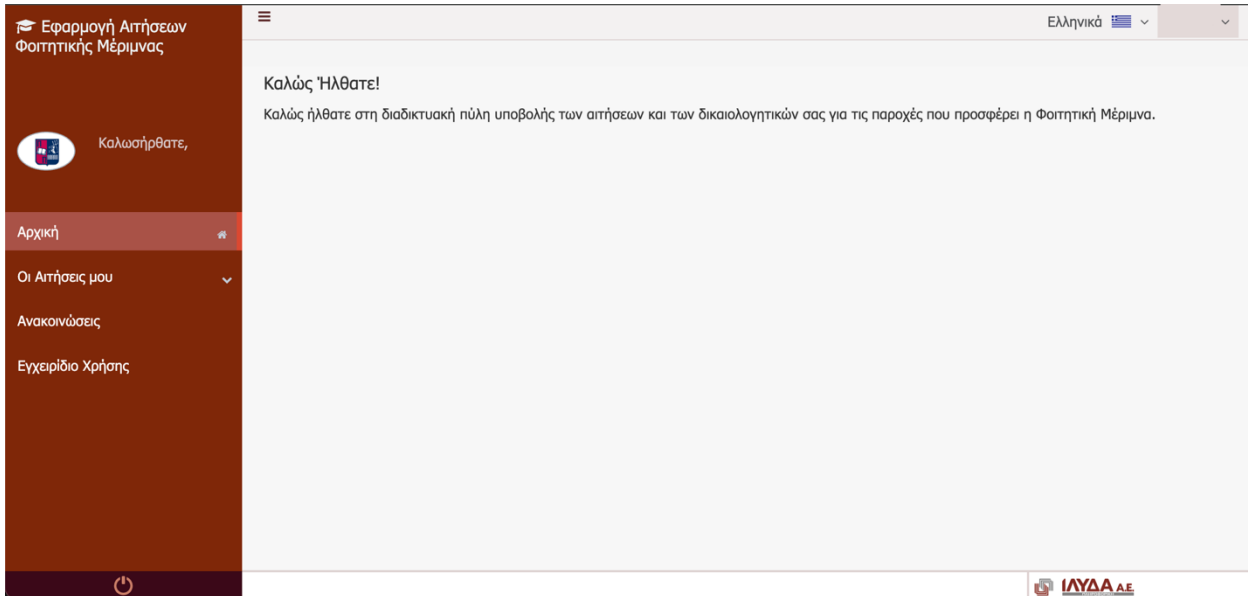 Εφαρμογή Αιτήσεων
Φοιτητικής Μέριμνας
Ελληνικά
Καλωσήρθατε,
Αρχική
Οι Αιτήσεις μου
Ανακοινώσεις
Εγχειρίδιο Χρήσης
Καλώς Ήλθατε!
Καλώς ήλθατε στη διαδικτυακή πύλη υποβολής των αιτήσεων και των δικαιολογητικών σας για τις παροχές που προσφέρει η Φοιτητική Μέριμνα.
ΙΛΥΔΑ Α.Ε.